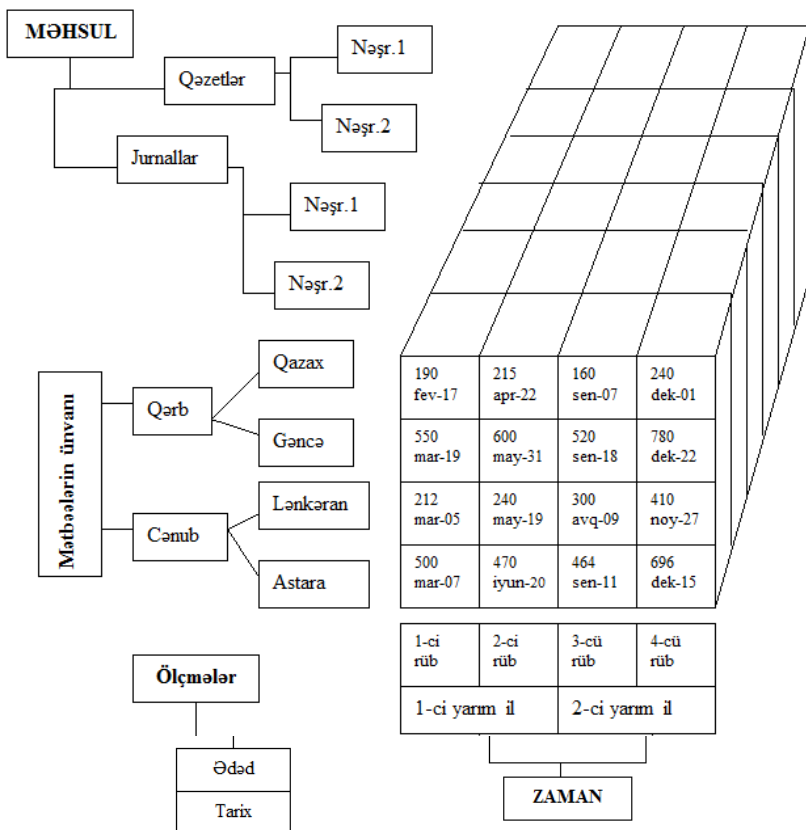 MƏHSUL
Qəzetlər
Nəşr.1
Nəşr.2
Jurnallar
Nəşr.1
Nəşr.2
Mətbəələrin ünvanı
Qərb
Qazax
Gəncə
Cənub
Lənkəran
Astara
190 215 160 240
fev-17 apr-22 sen-07 dek-01
550 600 520 780
mar-19 may-31 sen-18 dek-22
212 240 300 410
mar-05 may-19 avq-09 noy-27
500 470 464 696
mar-07 iyun-20 sen-11 dek-15
1-ci 2-ci 3-cü 4-cü
rüb rüb rüb rüb
1-ci yarım il 2-ci yarım il
ZAMAN
Ölçmələr
Ədəd
Tarix